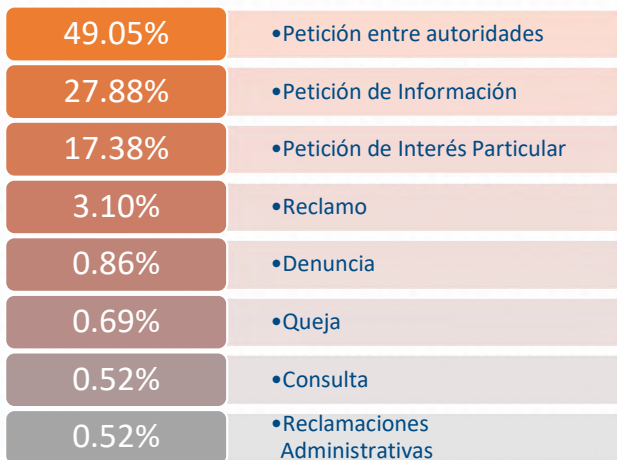 49.05%
•Petición entre autoridades
27.88%
•Petición de Información
17.38%
•Petición de Interés Particular
3.10%
•Reclamo
0.86%
•Denuncia
0.69%
•Queja
0.52%
•Consulta
0.52%
•Reclamaciones
Administrativas